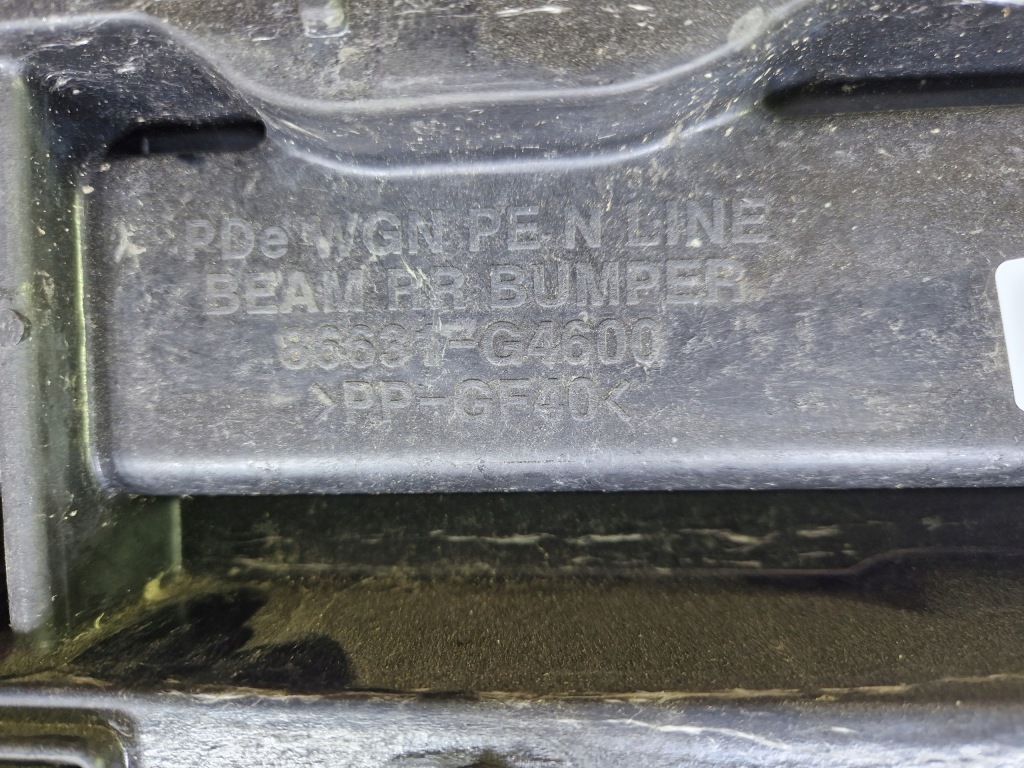 PDe WGN PE N LINE
BEAM RR BUMPER
86631-G4600
>PP-GF40<